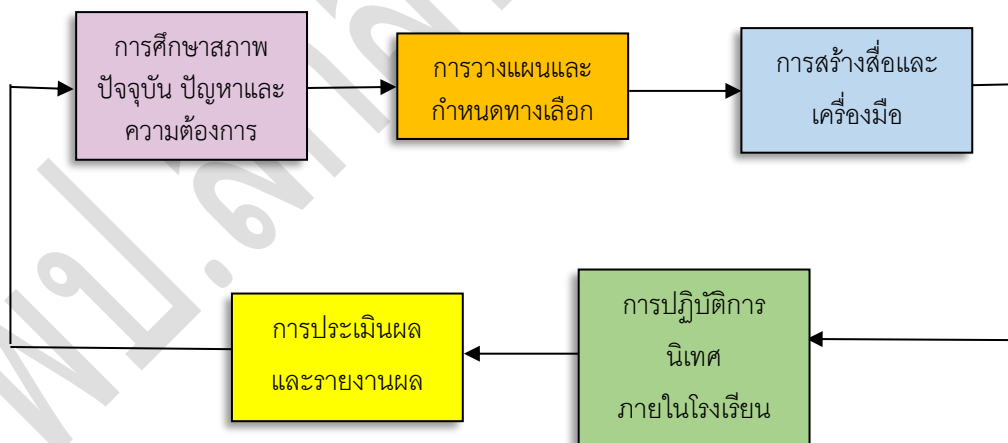 การศึกษาสภาพ
ปัจจุบัน ปัญหาและ
ความต้องการ
การวางแผนและ
กำหนดทางเลือก
การสร้างสื่อและ
เครื่องมือ
การประเมินผล
และรายงานผล
การปฏิบัติการ
นิเทศ
ภายในโรงเรียน